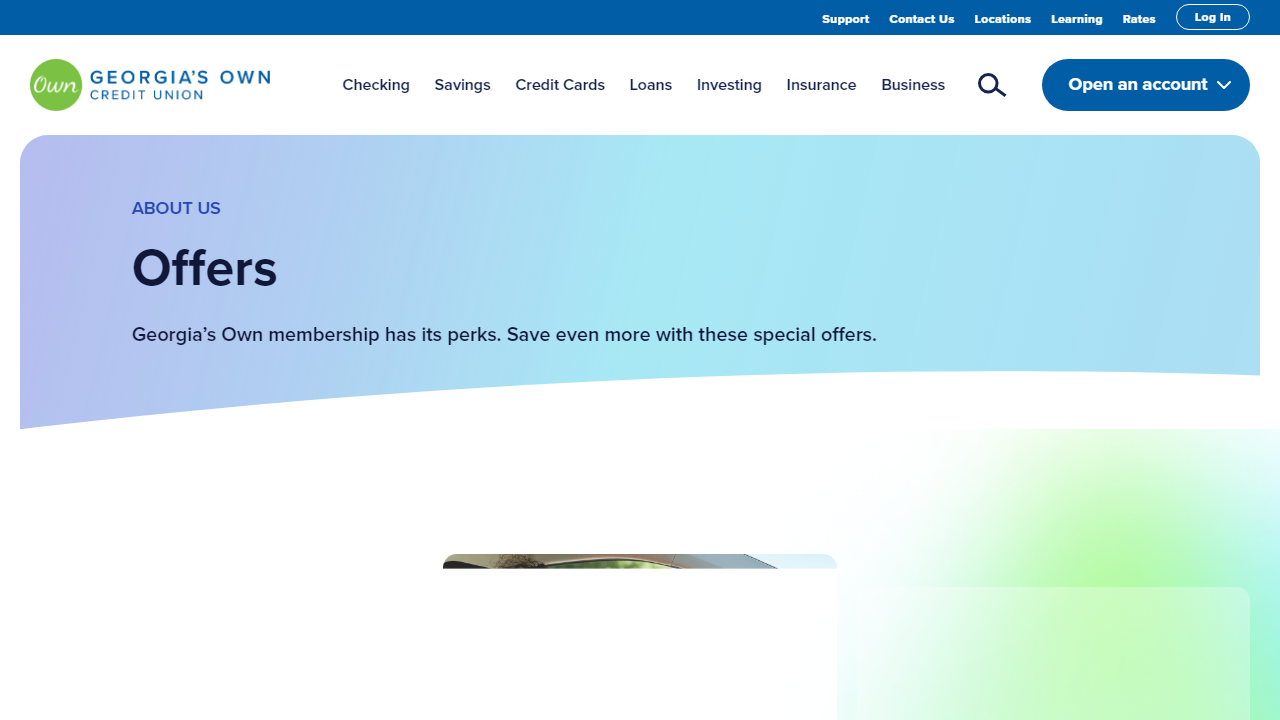 Support Contact Us Locations Learning Rates Log In
Own GEORGIA'S OWN
CREDIT UNION
Checking Savings Credit Cards Loans Investing Insurance Business Open an account
ABOUT US
Offers
Georgia’s Own membership has its perks. Save even more with these special offers.